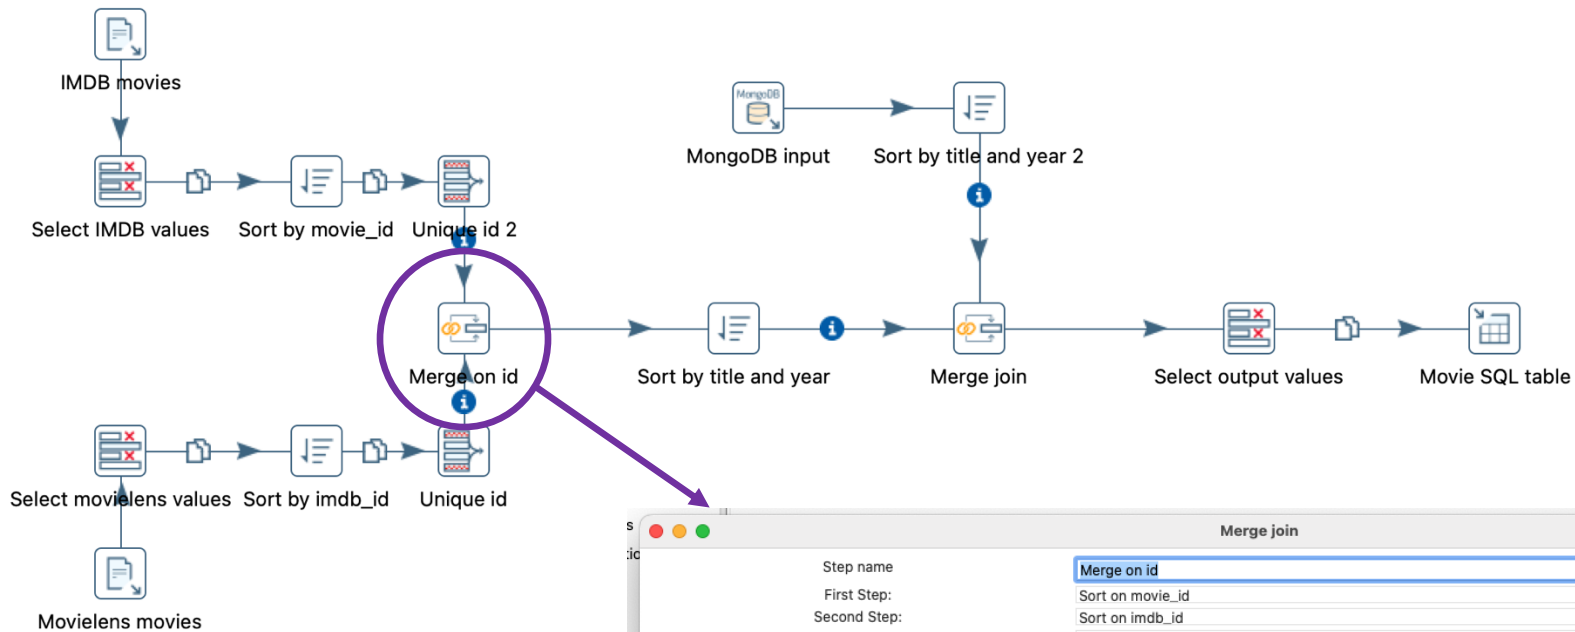 IMDB movies
MongoDB
MongoDB input
Sort by title and year 2
Select IMDB values
Sort by movie_id
Unique id 2
i
i
Merge on id
Sort by title and year
i
Merge join
Select output values
Movie SQL table
i
Select movielens values
Sort by imdb_id
Unique id
Movielens movies
s
tic
Merge join
Step name
Merge on id
First Step:
Sort on movie_id
Second Step:
Sort on imdb_id